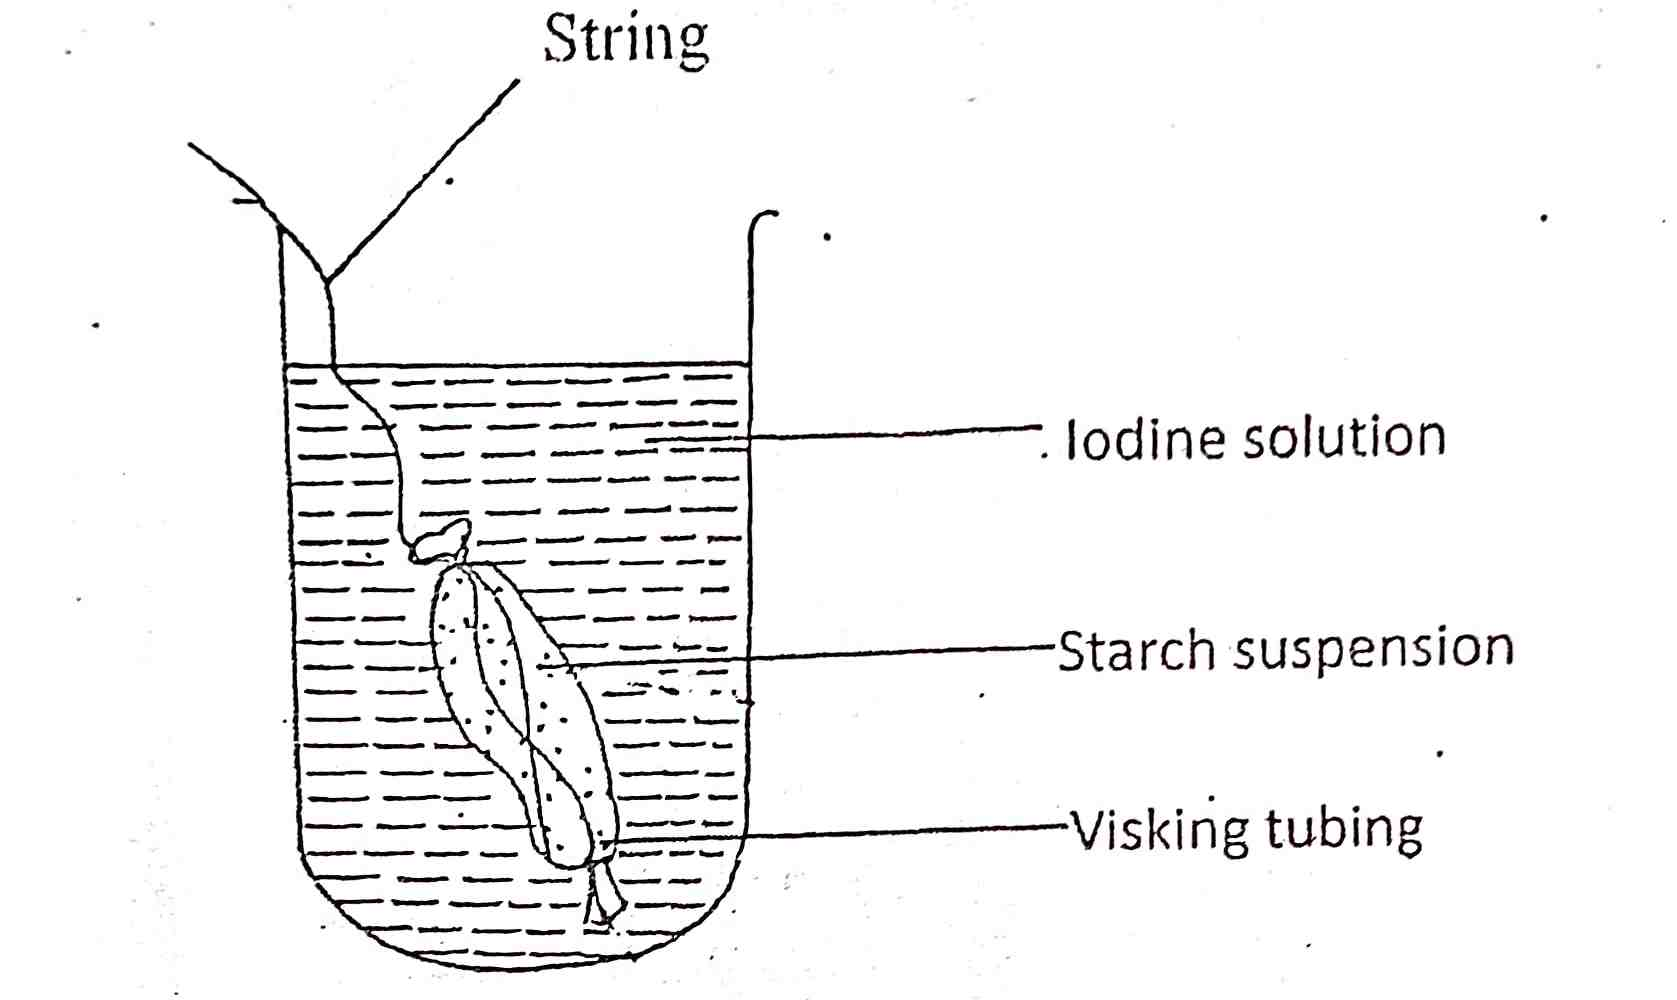 String
Iodine solution
Starch suspension
Visking tubing